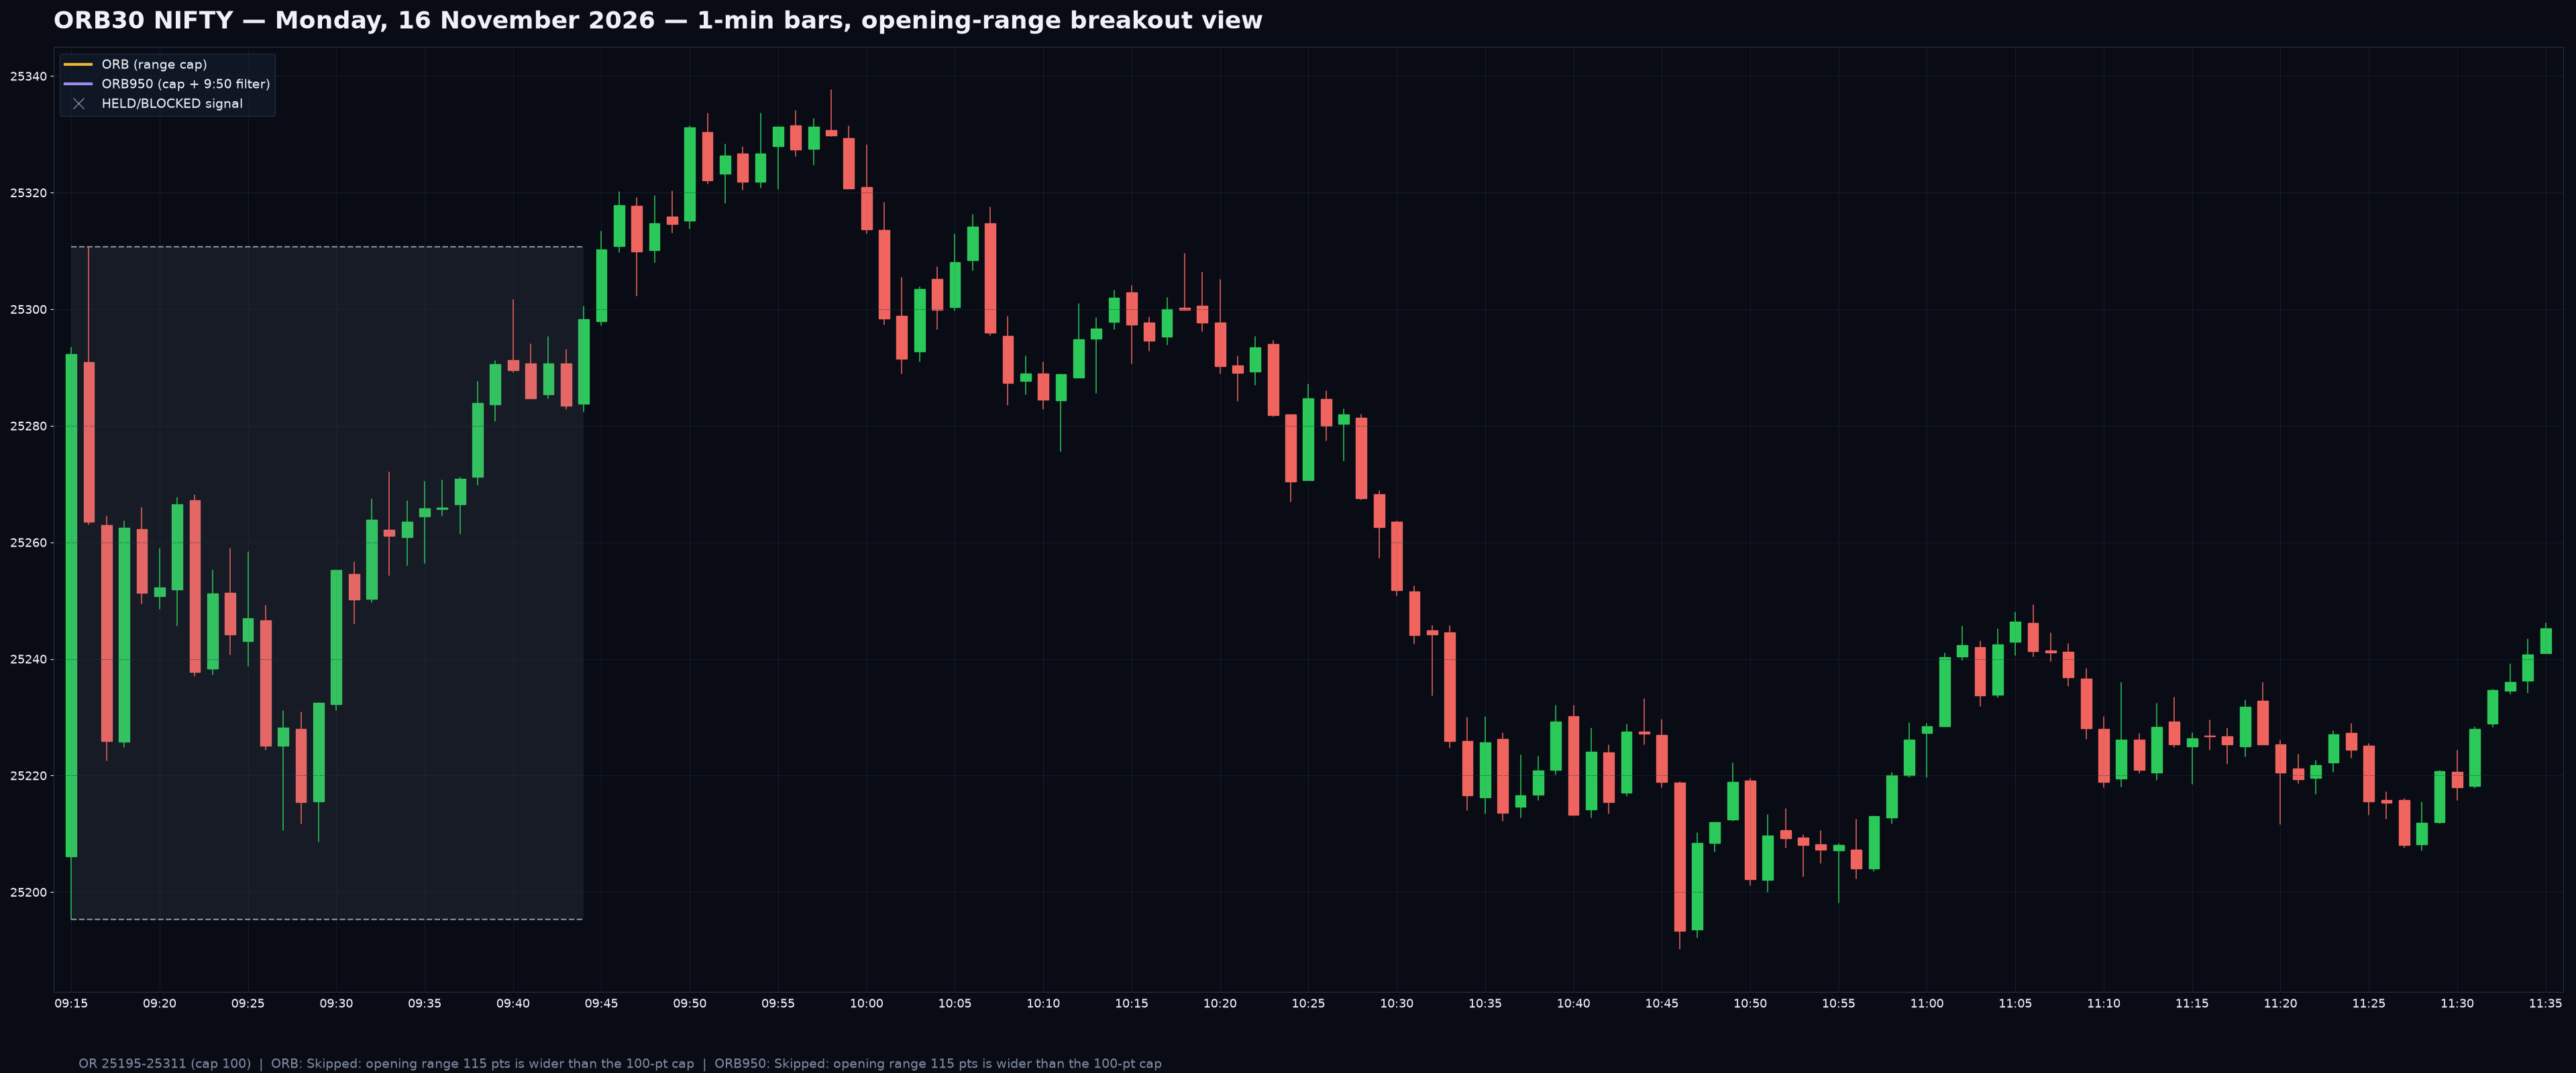 ORB30 NIFTY — Monday, 16 November 2026 — 1-min bars, opening-range breakout view
ORB (range cap)
ORB950 (cap + 9:50 filter)
HELD/BLOCKED signal
25340
25320
25300
25280
25260
25240
25220
25200
09:15 09:20 09:25 09:30 09:35 09:40 09:45 09:50 09:55 10:00 10:05 10:10 10:15 10:20 10:25 10:30 10:35 10:40 10:45 10:50 10:55 11:00 11:05 11:10 11:15 11:20 11:25 11:30 11:35
OR 25195-25311 (cap 100) | ORB: Skipped: opening range 115 pts is wider than the 100-pt cap | ORB950: Skipped: opening range 115 pts is wider than the 100-pt cap